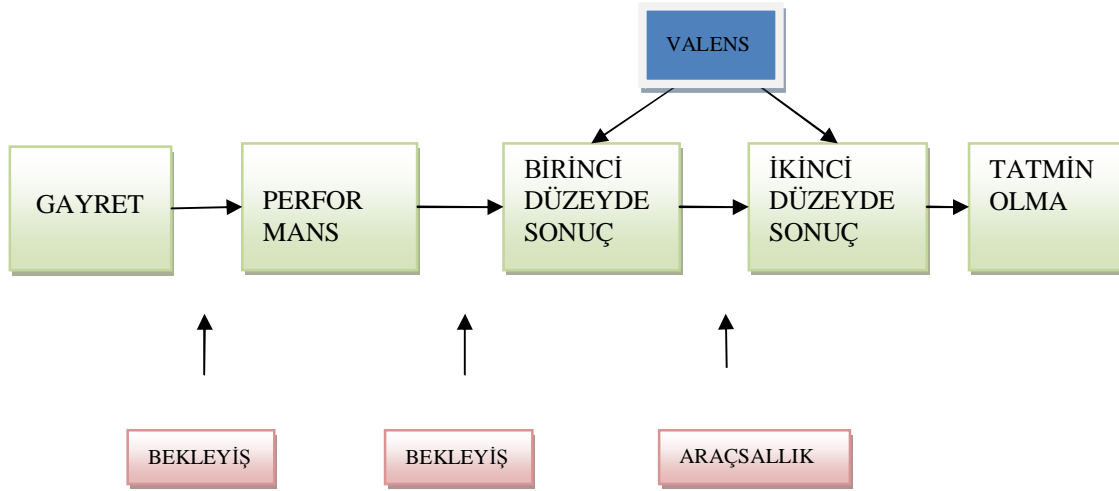 VALENS
GAYRET
PERFOR
MANS
BİRİNCİ
DÜZEYDE
SONUÇ
İKİNCİ
DÜZEYDE
SONUÇ
TATMİN
OLMA
BEKLEYİŞ
BEKLEYİŞ
ARAÇSALLIK